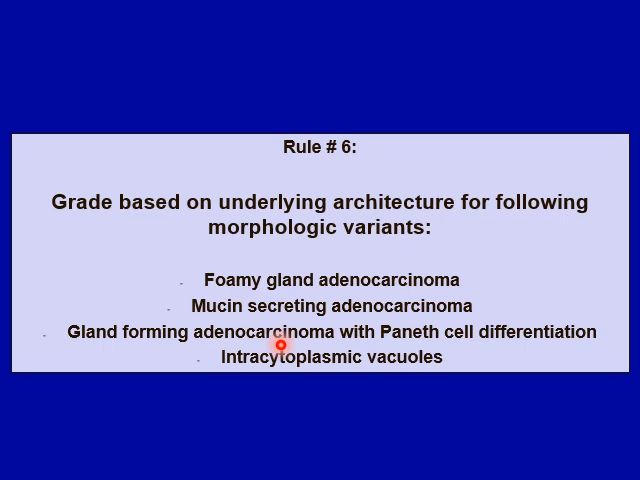 Rule # 6:
Grade based on underlying architecture for following
morphologic variants:
- Foamy gland adenocarcinoma
- Mucin secreting adenocarcinoma
- Gland forming adenocarcinoma with Paneth cell differentiation
- Intracytoplasmic vacuoles